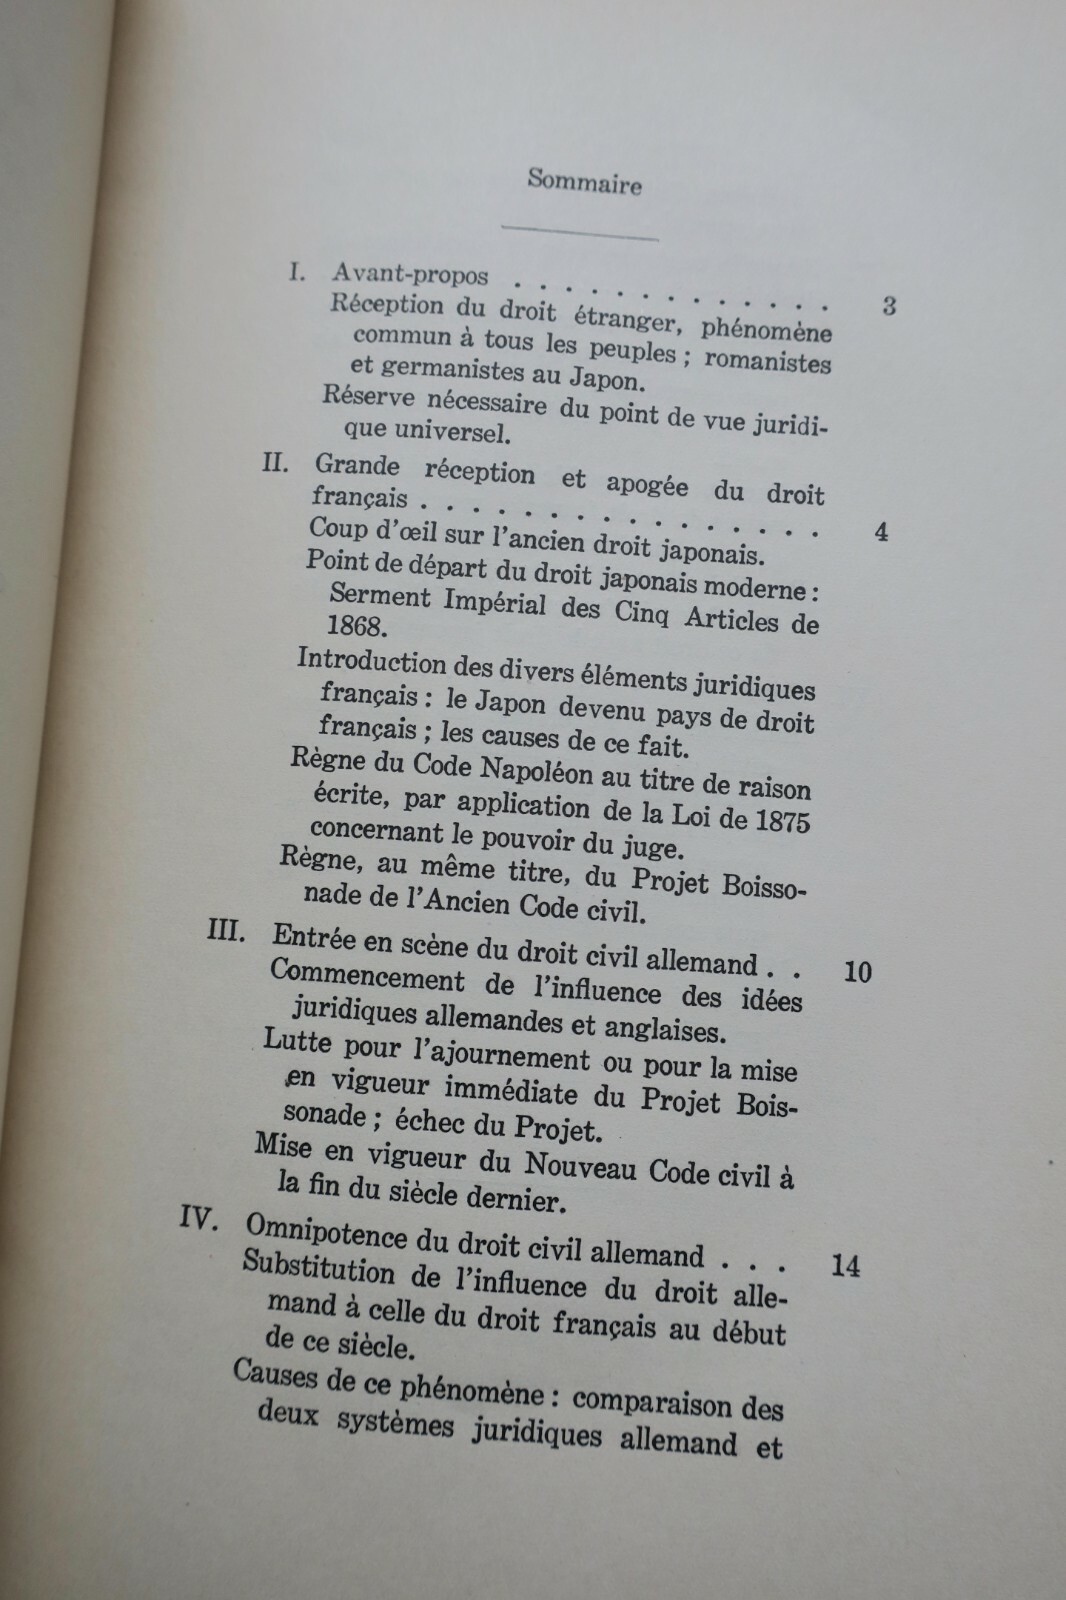 Sommaire
I. Avant-propos . . . . . . . . . . . . . 3
Réception du droit étranger, phénomène
commun à tous les peuples ; romanistes
et germanistes au Japon.
Réserve nécessaire du point de vue juridi-
que universel.
II. Grande réception et apogée du droit
français . . . . . . . . . . . . . . . . 4
Coup d'œil sur l'ancien droit japonais.
Point de départ du droit japonais moderne :
Serment Impérial des Cinq Articles de
1868.
Introduction des divers éléments juridiques
français : le Japon devenu pays de droit
français ; les causes de ce fait.
Règne du Code Napoléon au titre de raison
écrite, par application de la Loi de 1875
concernant le pouvoir du juge.
Règne, au même titre, du Projet Boisso-
nade de l'Ancien Code civil.
III. Entrée en scène du droit civil allemand . . 10
Commencement de l'influence des idées
juridiques allemandes et anglaises.
Lutte pour l'ajournement ou pour la mise
en vigueur immédiate du Projet Bois-
sonade ; échec du Projet.
Mise en vigueur du Nouveau Code civil à
la fin du siècle dernier.
IV. Omnipotence du droit civil allemand . . . 14
Substitution de l'influence du droit alle-
mand à celle du droit français au début
de ce siècle.
Causes de ce phénomène : comparaison des
deux systèmes juridiques allemand et